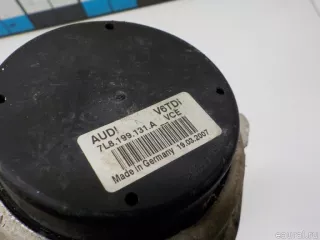 AUDI V6TDI
7L8.199.131.A VCE
Made in Germany 19.03-2007